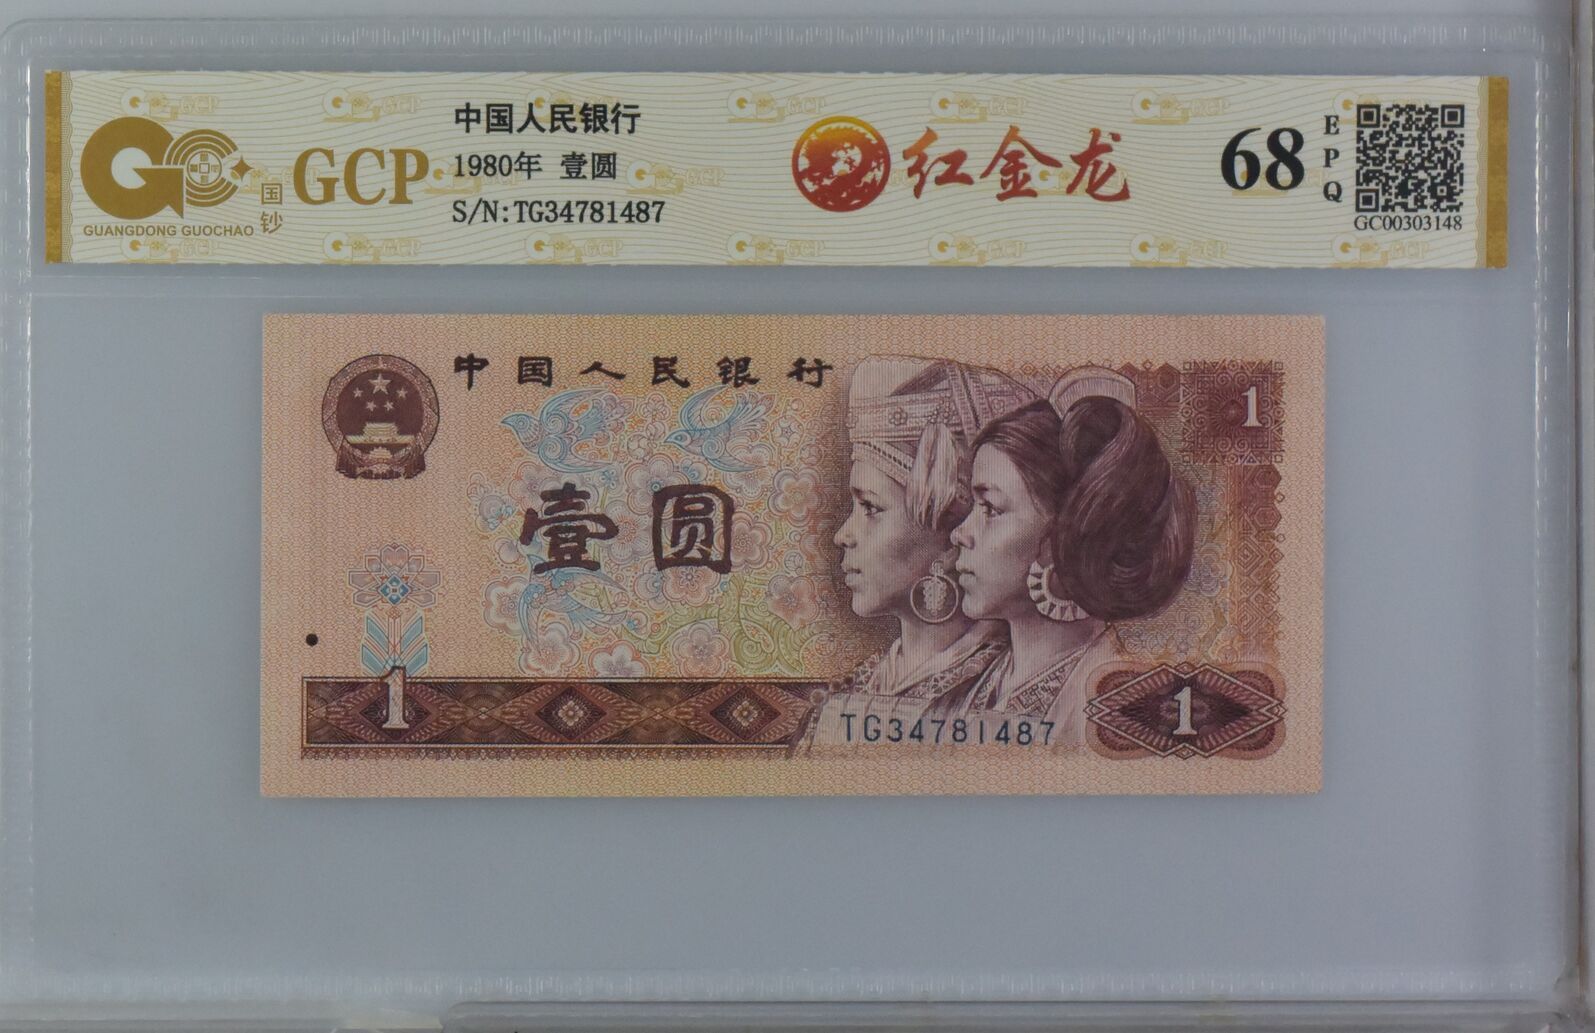 GCP
国钞
GUANGDONG GUOCHAO
中国人民银行
1980年 壹圆
S/N:TG34781487
红金龙
68
EPQ
GC00303148
中国人民银行
1
壹圆
1
TG34781487
1